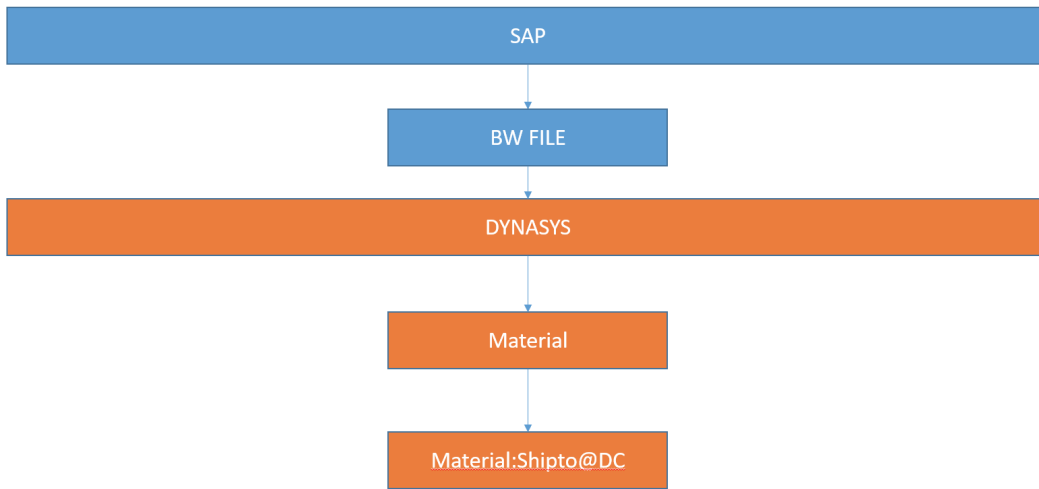 SAP
BW FILE
DYNASYS
Material
Material:Shipto@DC